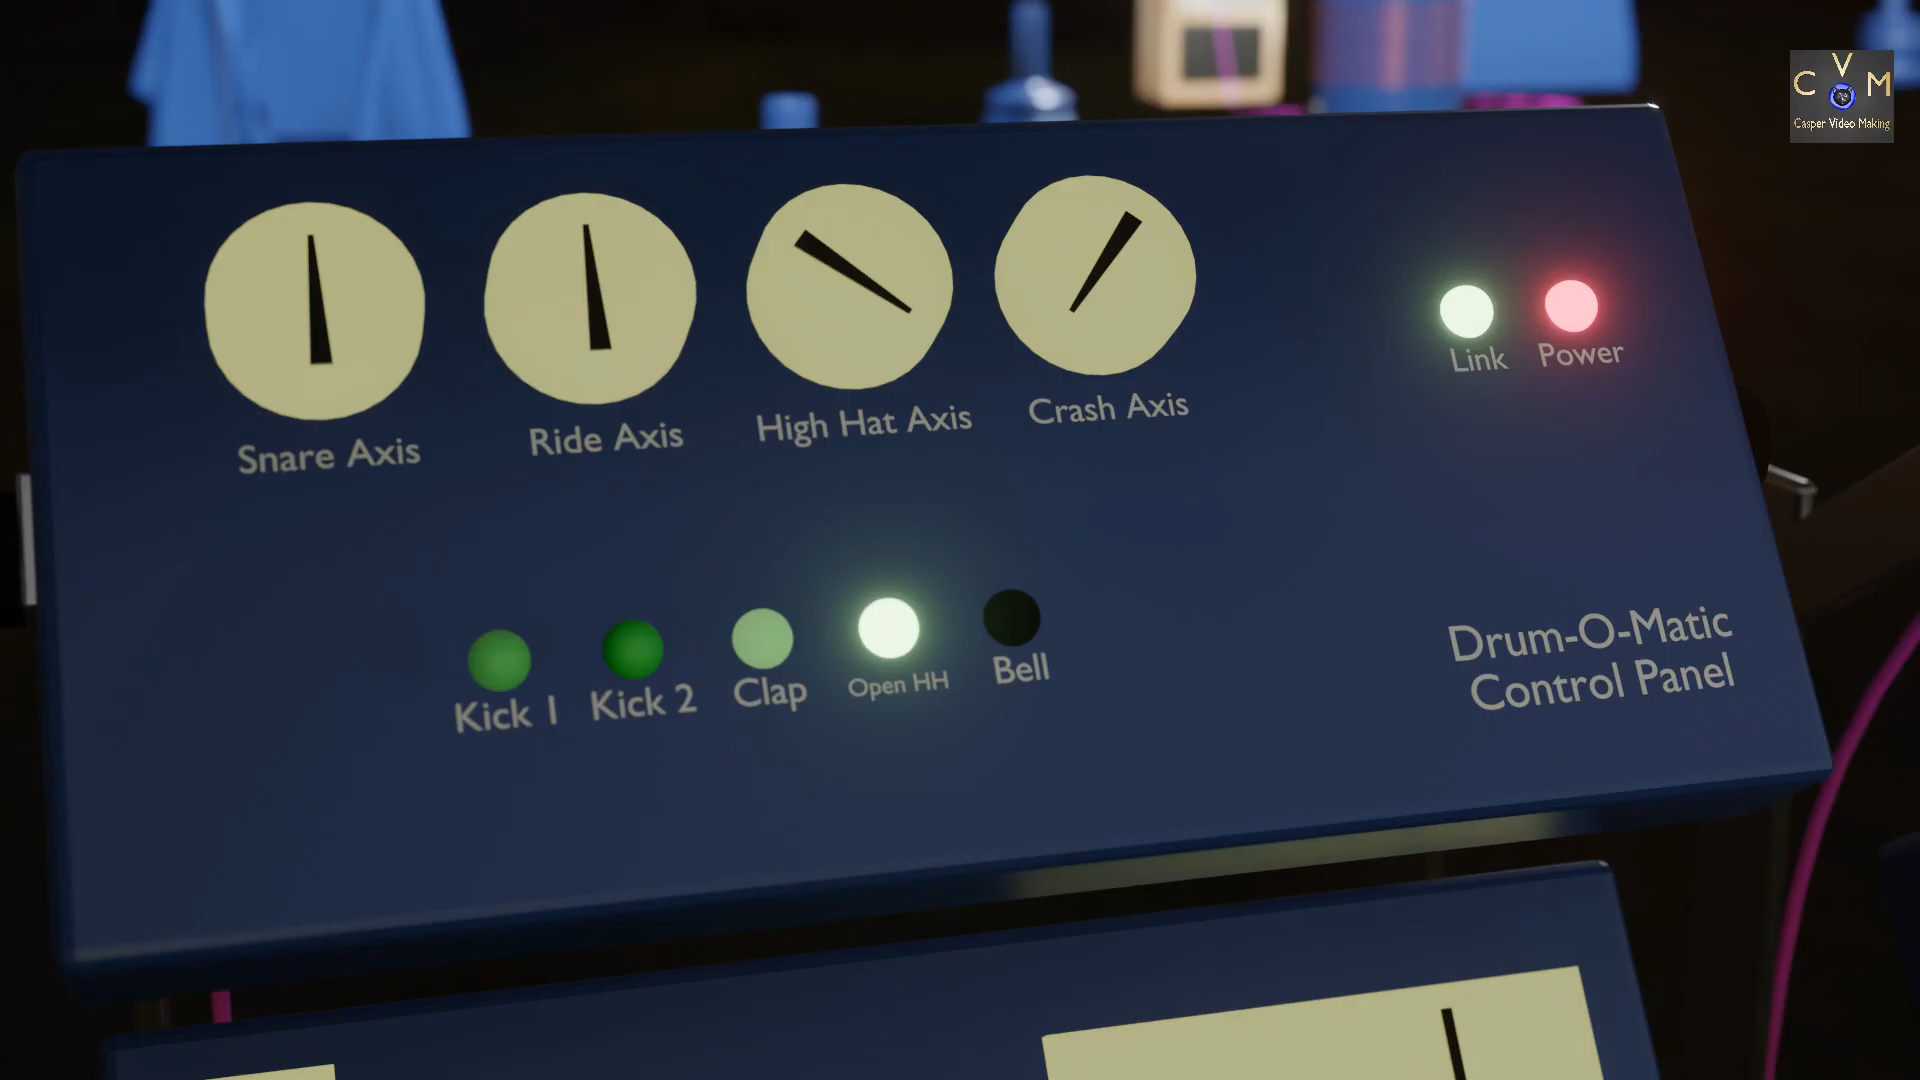 C V M
Casper Video Making
Snare Axis
Ride Axis
High Hat Axis
Crash Axis
Link
Power
Kick 1
Kick 2
Clap
Open HH
Bell
Drum-O-Matic
Control Panel